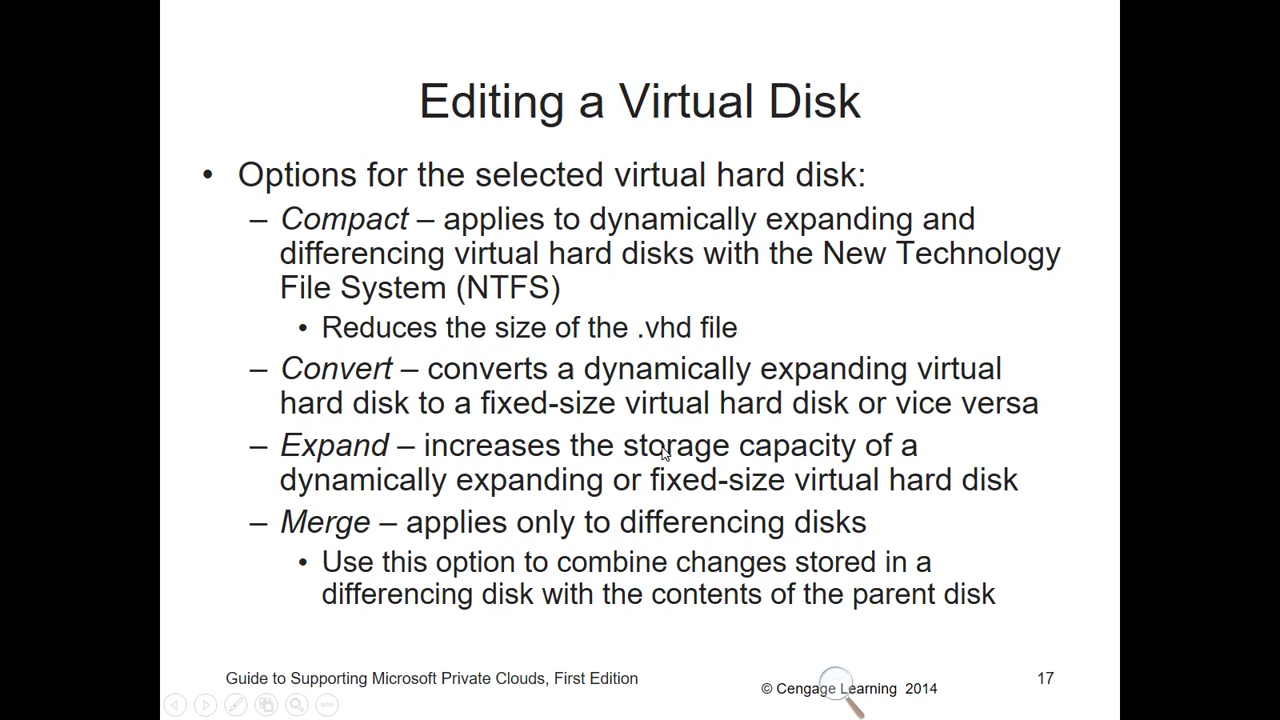 Editing a Virtual Disk
• Options for the selected virtual hard disk:
– Compact – applies to dynamically expanding and
differencing virtual hard disks with the New Technology
File System (NTFS)
• Reduces the size of the .vhd file
– Convert – converts a dynamically expanding virtual
hard disk to a fixed-size virtual hard disk or vice versa
– Expand – increases the storage capacity of a
dynamically expanding or fixed-size virtual hard disk
– Merge – applies only to differencing disks
• Use this option to combine changes stored in a
differencing disk with the contents of the parent disk
Guide to Supporting Microsoft Private Clouds, First Edition
© Cengage Learning 2014
17